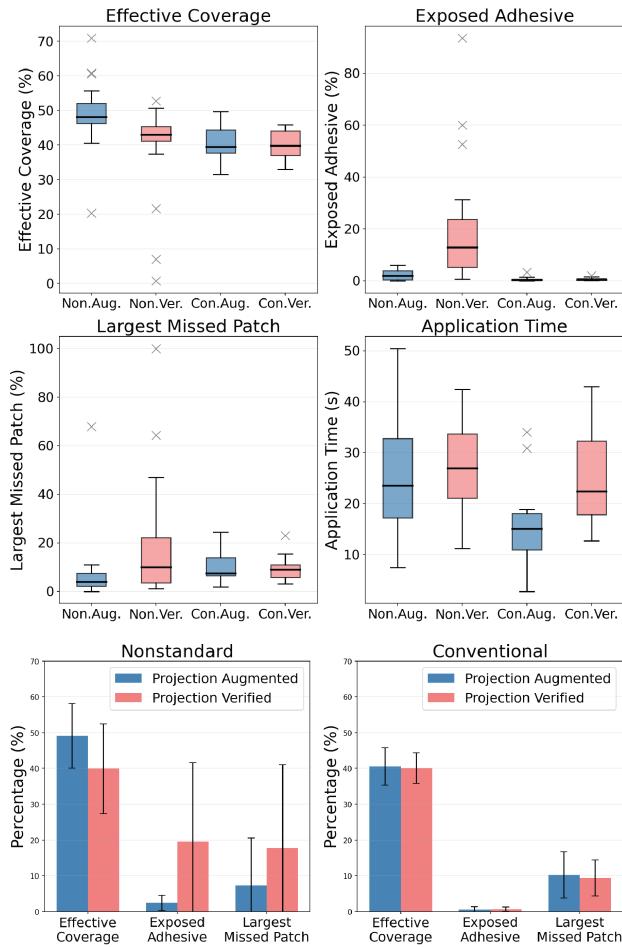 Effective Coverage
Effective Coverage (%)
70
60
50
40
30
20
10
0
Non.Aug. Non.Ver. Con.Aug. Con.Ver.
Exposed Adhesive
Exposed Adhesive (%)
80
60
40
20
0
Non.Aug. Non.Ver. Con.Aug. Con.Ver.
Largest Missed Patch
Largest Missed Patch (%)
100
80
60
40
20
0
Non.Aug. Non.Ver. Con.Aug. Con.Ver.
Application Time
Application Time (s)
50
40
30
20
10
Non.Aug. Non.Ver. Con.Aug. Con.Ver.
Nonstandard
Percentage (%)
70
60
50
40
30
20
10
0
Projection Augmented
Projection Verified
Effective Exposed Largest
Coverage Adhesive Missed Patch
Conventional
Percentage (%)
70
60
50
40
30
20
10
0
Projection Augmented
Projection Verified
Effective Exposed Largest
Coverage Adhesive Missed Patch